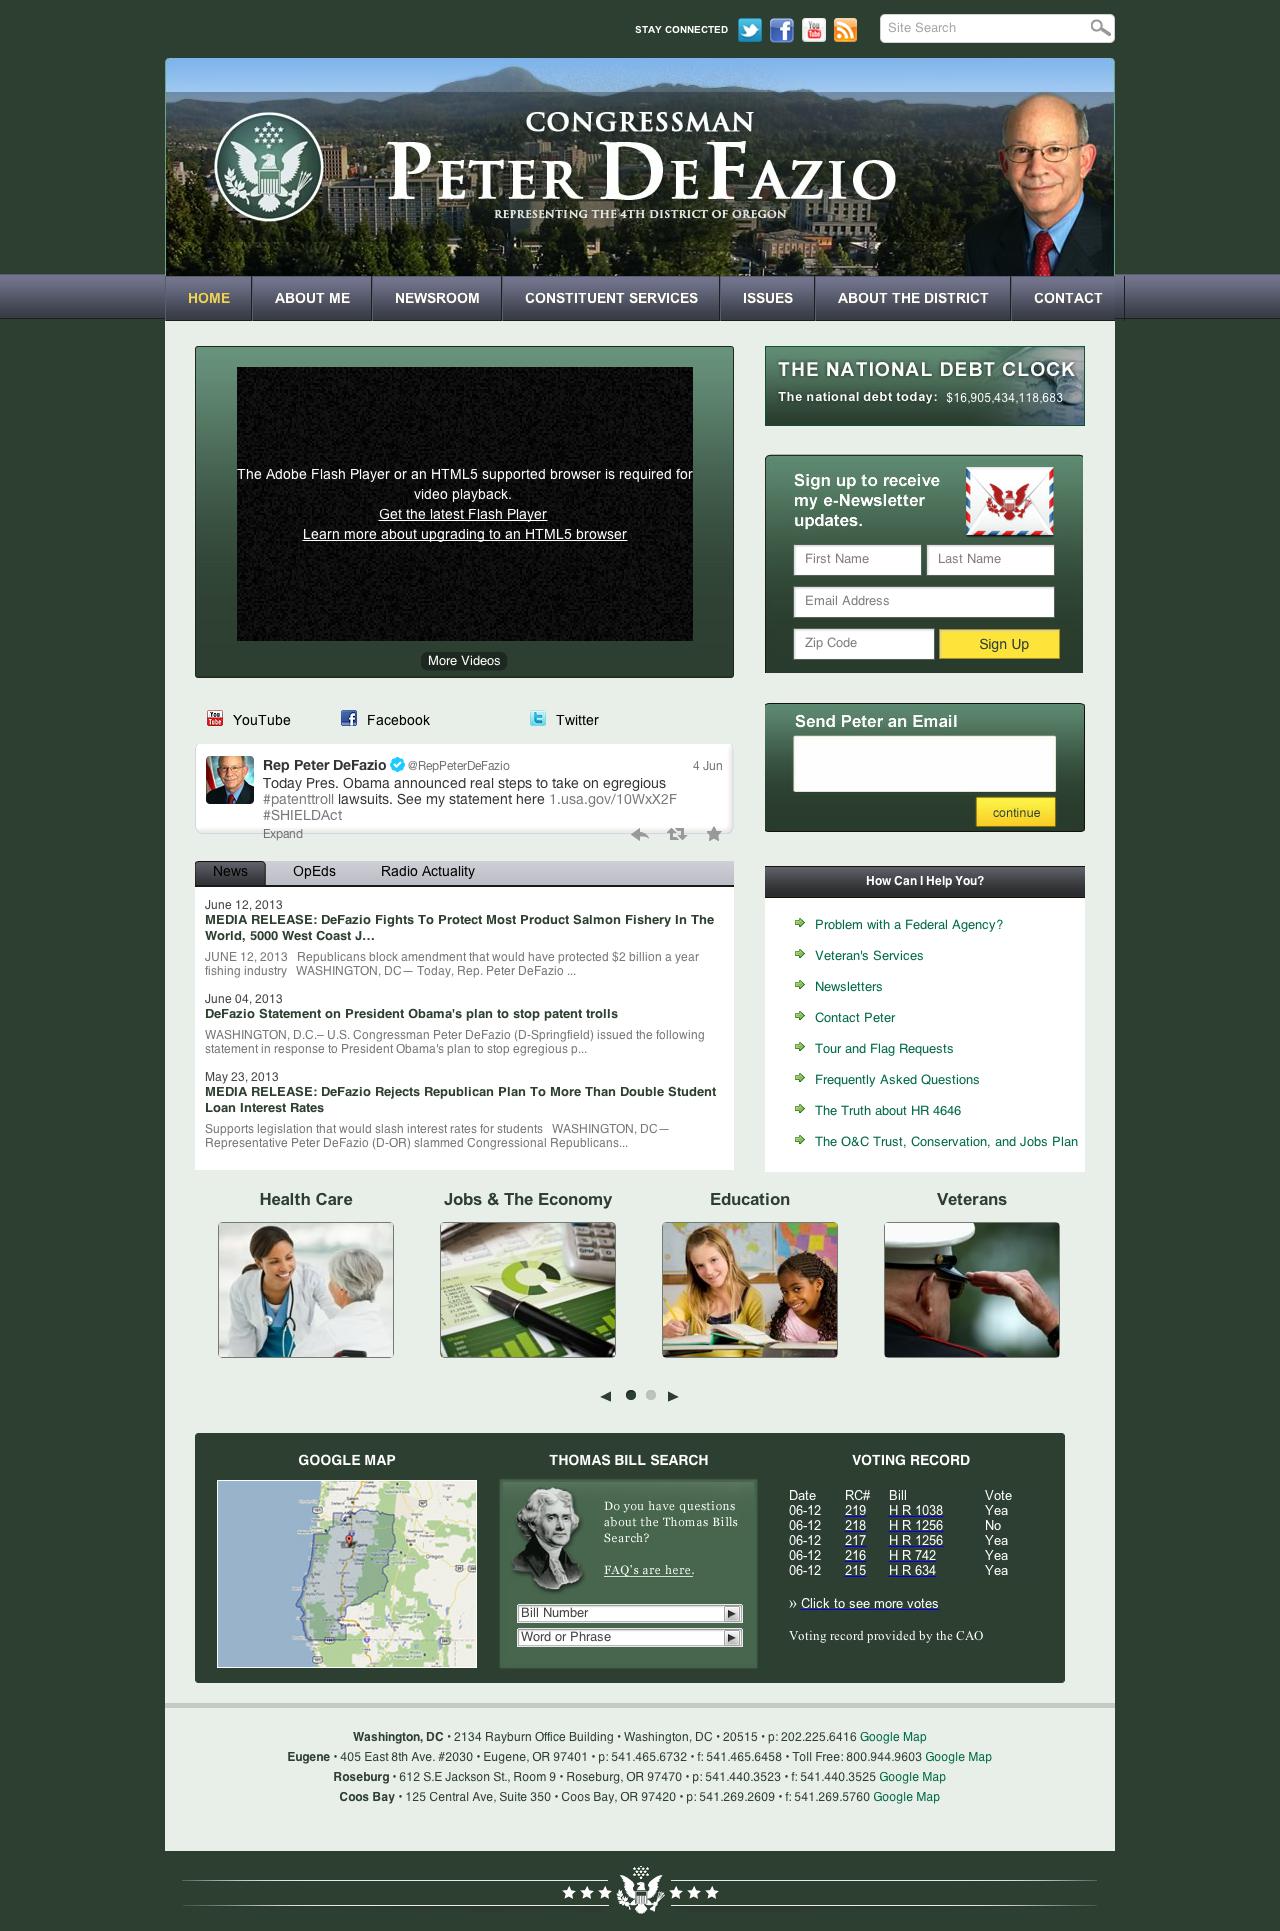 STAY CONNECTED
Site Search
CONGRESSMAN
PETER DEFAZIO
REPRESENTING THE 4TH DISTRICT OF OREGON
HOME
ABOUT ME
NEWSROOM
CONSTITUENT SERVICES
ISSUES
ABOUT THE DISTRICT
CONTACT
The Adobe Flash Player or an HTML5 supported browser is required for
video playback.
Get the latest Flash Player
Learn more about upgrading to an HTML5 browser
More Videos
THE NATIONAL DEBT CLOCK
The national debt today: $16,905,434,118,683
Sign up to receive
my e-Newsletter
updates.
First Name
Last Name
Email Address
Zip Code
Sign Up
YouTube
Facebook
Twitter
Rep Peter DeFazio @RepPeterDeFazio 4 Jun
Today Pres. Obama announced real steps to take on egregious
#patenttroll lawsuits. See my statement here 1.usa.gov/10WxX2F
#SHIELDAct
Expand
Send Peter an Email
continue
News
OpEds
Radio Actuality
June 12, 2013
MEDIA RELEASE: DeFazio Fights To Protect Most Product Salmon Fishery In The
World, 5000 West Coast J...
JUNE 12, 2013 Republicans block amendment that would have protected $2 billion a year
fishing industry WASHINGTON, DC— Today, Rep. Peter DeFazio ...
June 04, 2013
DeFazio Statement on President Obama's plan to stop patent trolls
WASHINGTON, D.C.– U.S. Congressman Peter DeFazio (D-Springfield) issued the following
statement in response to President Obama's plan to stop egregious p...
May 23, 2013
MEDIA RELEASE: DeFazio Rejects Republican Plan To More Than Double Student
Loan Interest Rates
Supports legislation that would slash interest rates for students WASHINGTON, DC—
Representative Peter DeFazio (D-OR) slammed Congressional Republicans...
How Can I Help You?
Problem with a Federal Agency?
Veteran's Services
Newsletters
Contact Peter
Tour and Flag Requests
Frequently Asked Questions
The Truth about HR 4646
The O&C Trust, Conservation, and Jobs Plan
Health Care
Jobs & The Economy
Education
Veterans
GOOGLE MAP
THOMAS BILL SEARCH
Do you have questions
about the Thomas Bills
Search?
FAQ's are here.
Bill Number
Word or Phrase
VOTING RECORD
Date RC# Bill Vote
06-12 219 H R 1038 Yea
06-12 218 H R 1256 No
06-12 217 H R 1256 Yea
06-12 216 H R 742 Yea
06-12 215 H R 634 Yea
» Click to see more votes
Voting record provided by the CAO
Washington, DC • 2134 Rayburn Office Building • Washington, DC • 20515 • p: 202.225.6416 Google Map
Eugene • 405 East 8th Ave. #2030 • Eugene, OR 97401 • p: 541.465.6732 • f: 541.465.6458 • Toll Free: 800.944.9603 Google Map
Roseburg • 612 S.E Jackson St., Room 9 • Roseburg, OR 97470 • p: 541.440.3523 • f: 541.440.3525 Google Map
Coos Bay • 125 Central Ave, Suite 350 • Coos Bay, OR 97420 • p: 541.269.2609 • f: 541.269.5760 Google Map